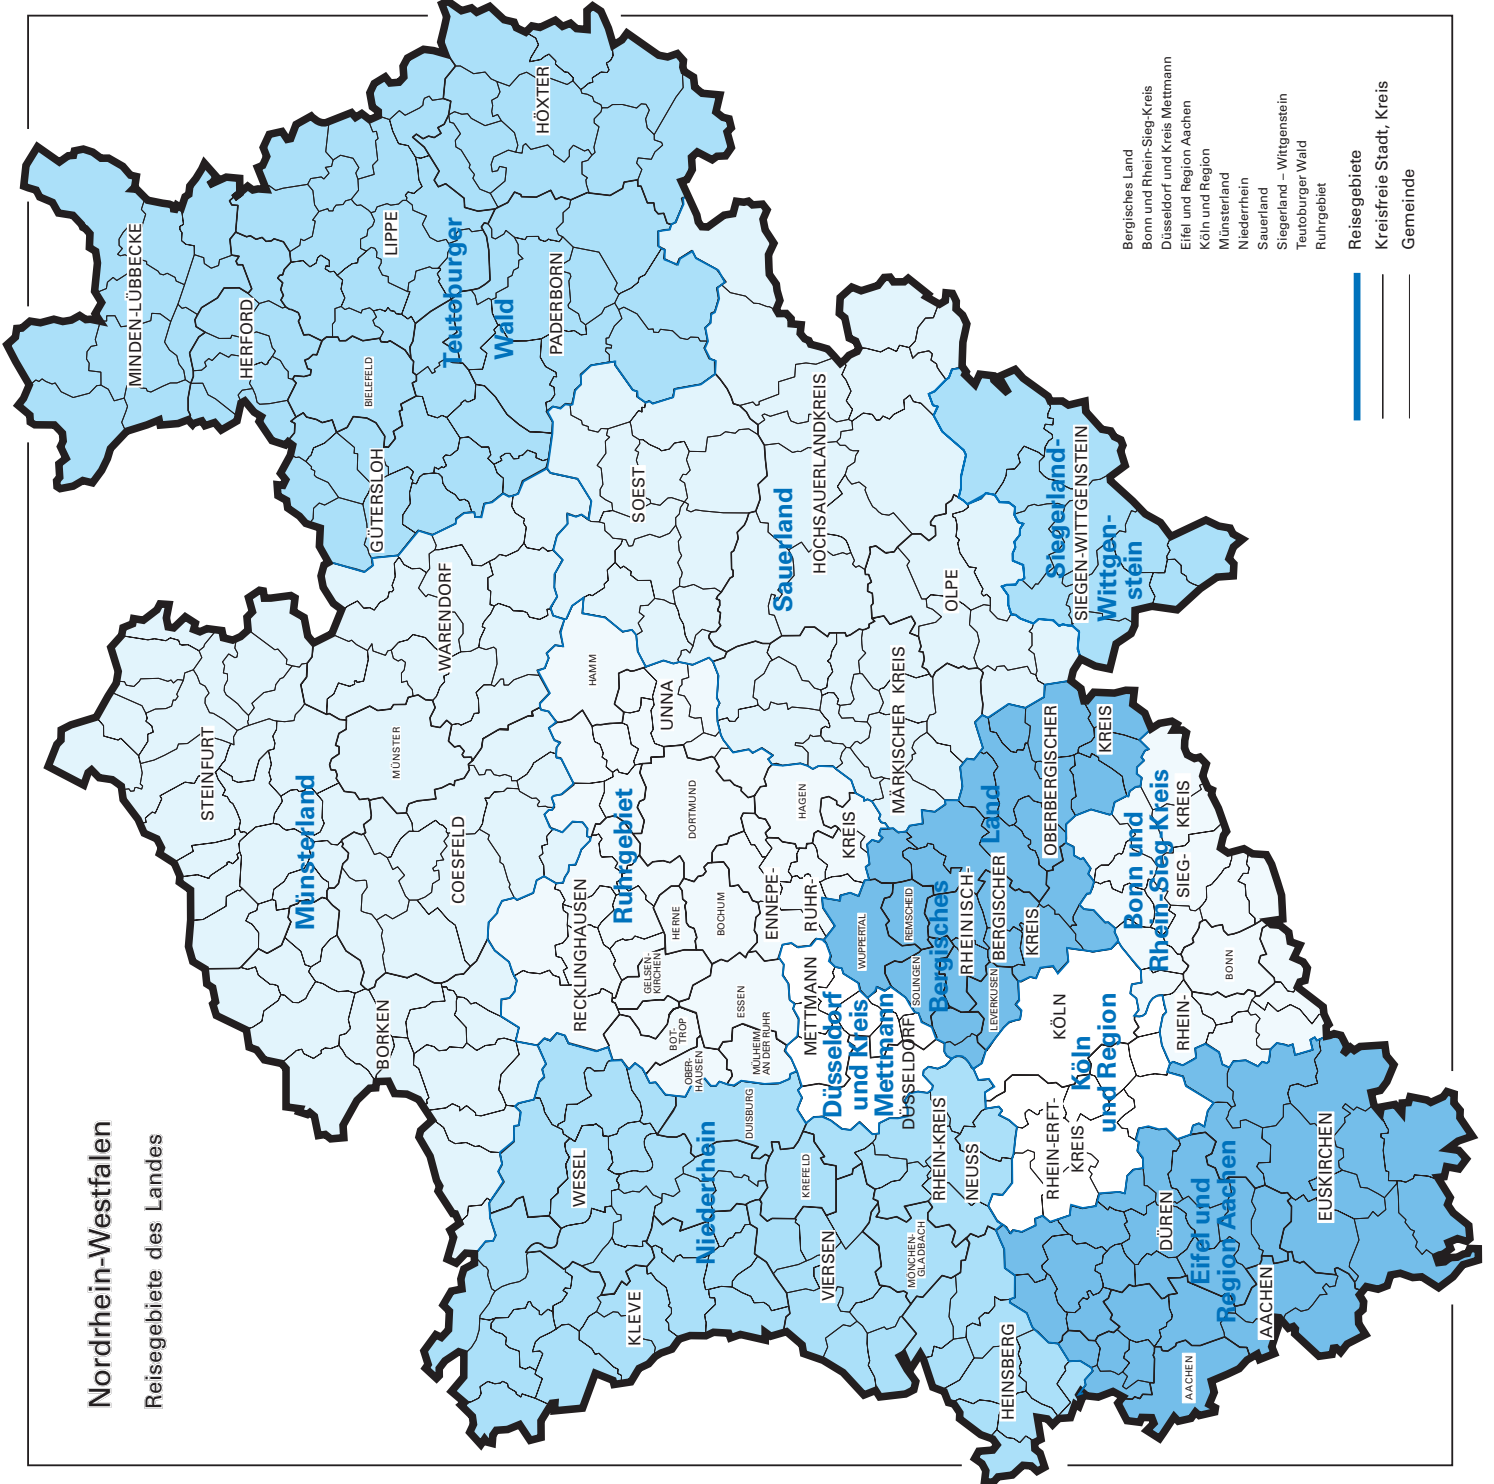 Nordrhein-Westfalen
Reisegebiete des Landes
STEINFURT
Münsterland
BORKEN
MÜNSTER
COESFELD
WARENDORF
MINDEN-LÜBBECKE
HERFORD
BIELEFELD
GÜTERSLOH
LIPPE
Teutoburger
Wald
PADERBORN
HÖXTER
KLEVE
WESEL
Niederrhein
DUISBURG
KREFELD
VIERSEN
MÖNCHEN-
GLADBACH
RHEIN-KREIS
NEUSS
HEINSBERG
RECKLINGHAUSEN
Ruhrgebiet
BOT-
TROP
GELSEN-
KIRCHEN
OBER-
HAUSEN
MÜLHEIM
AN DER RUHR
ESSEN
HERNE
BOCHUM
DORTMUND
HAMM
UNNA
HAGEN
ENNEPE-
RUHR-
KREIS
SOEST
Sauerland
HOCHSAUERLANDKREIS
MÄRKISCHER KREIS
OLPE
METTMANN
Düsseldorf
und Kreis
Mettmann
DÜSSELDORF
WUPPERTAL
REMSCHEID
SOLINGEN
Bergisches
Land
RHEINISCH-
BERGISCHER
KREIS
LEVERKUSEN
OBERBERGISCHER
KREIS
Siegerland-
SIEGEN-WITTGENSTEIN
Wittgen-
stein
KÖLN
Köln
und Region
RHEIN-ERFT-
KREIS
Bonn und
Rhein-Sieg-Kreis
RHEIN-
SIEG-
KREIS
BONN
DÜREN
Eifel und
Region Aachen
AACHEN
AACHEN
EUSKIRCHEN
Bergisches Land
Bonn und Rhein-Sieg-Kreis
Düsseldorf und Kreis Mettmann
Eifel und Region Aachen
Köln und Region
Münsterland
Niederrhein
Sauerland
Siegerland – Wittgenstein
Teutoburger Wald
Ruhrgebiet
Reisegebiete
Kreisfreie Stadt, Kreis
Gemeinde